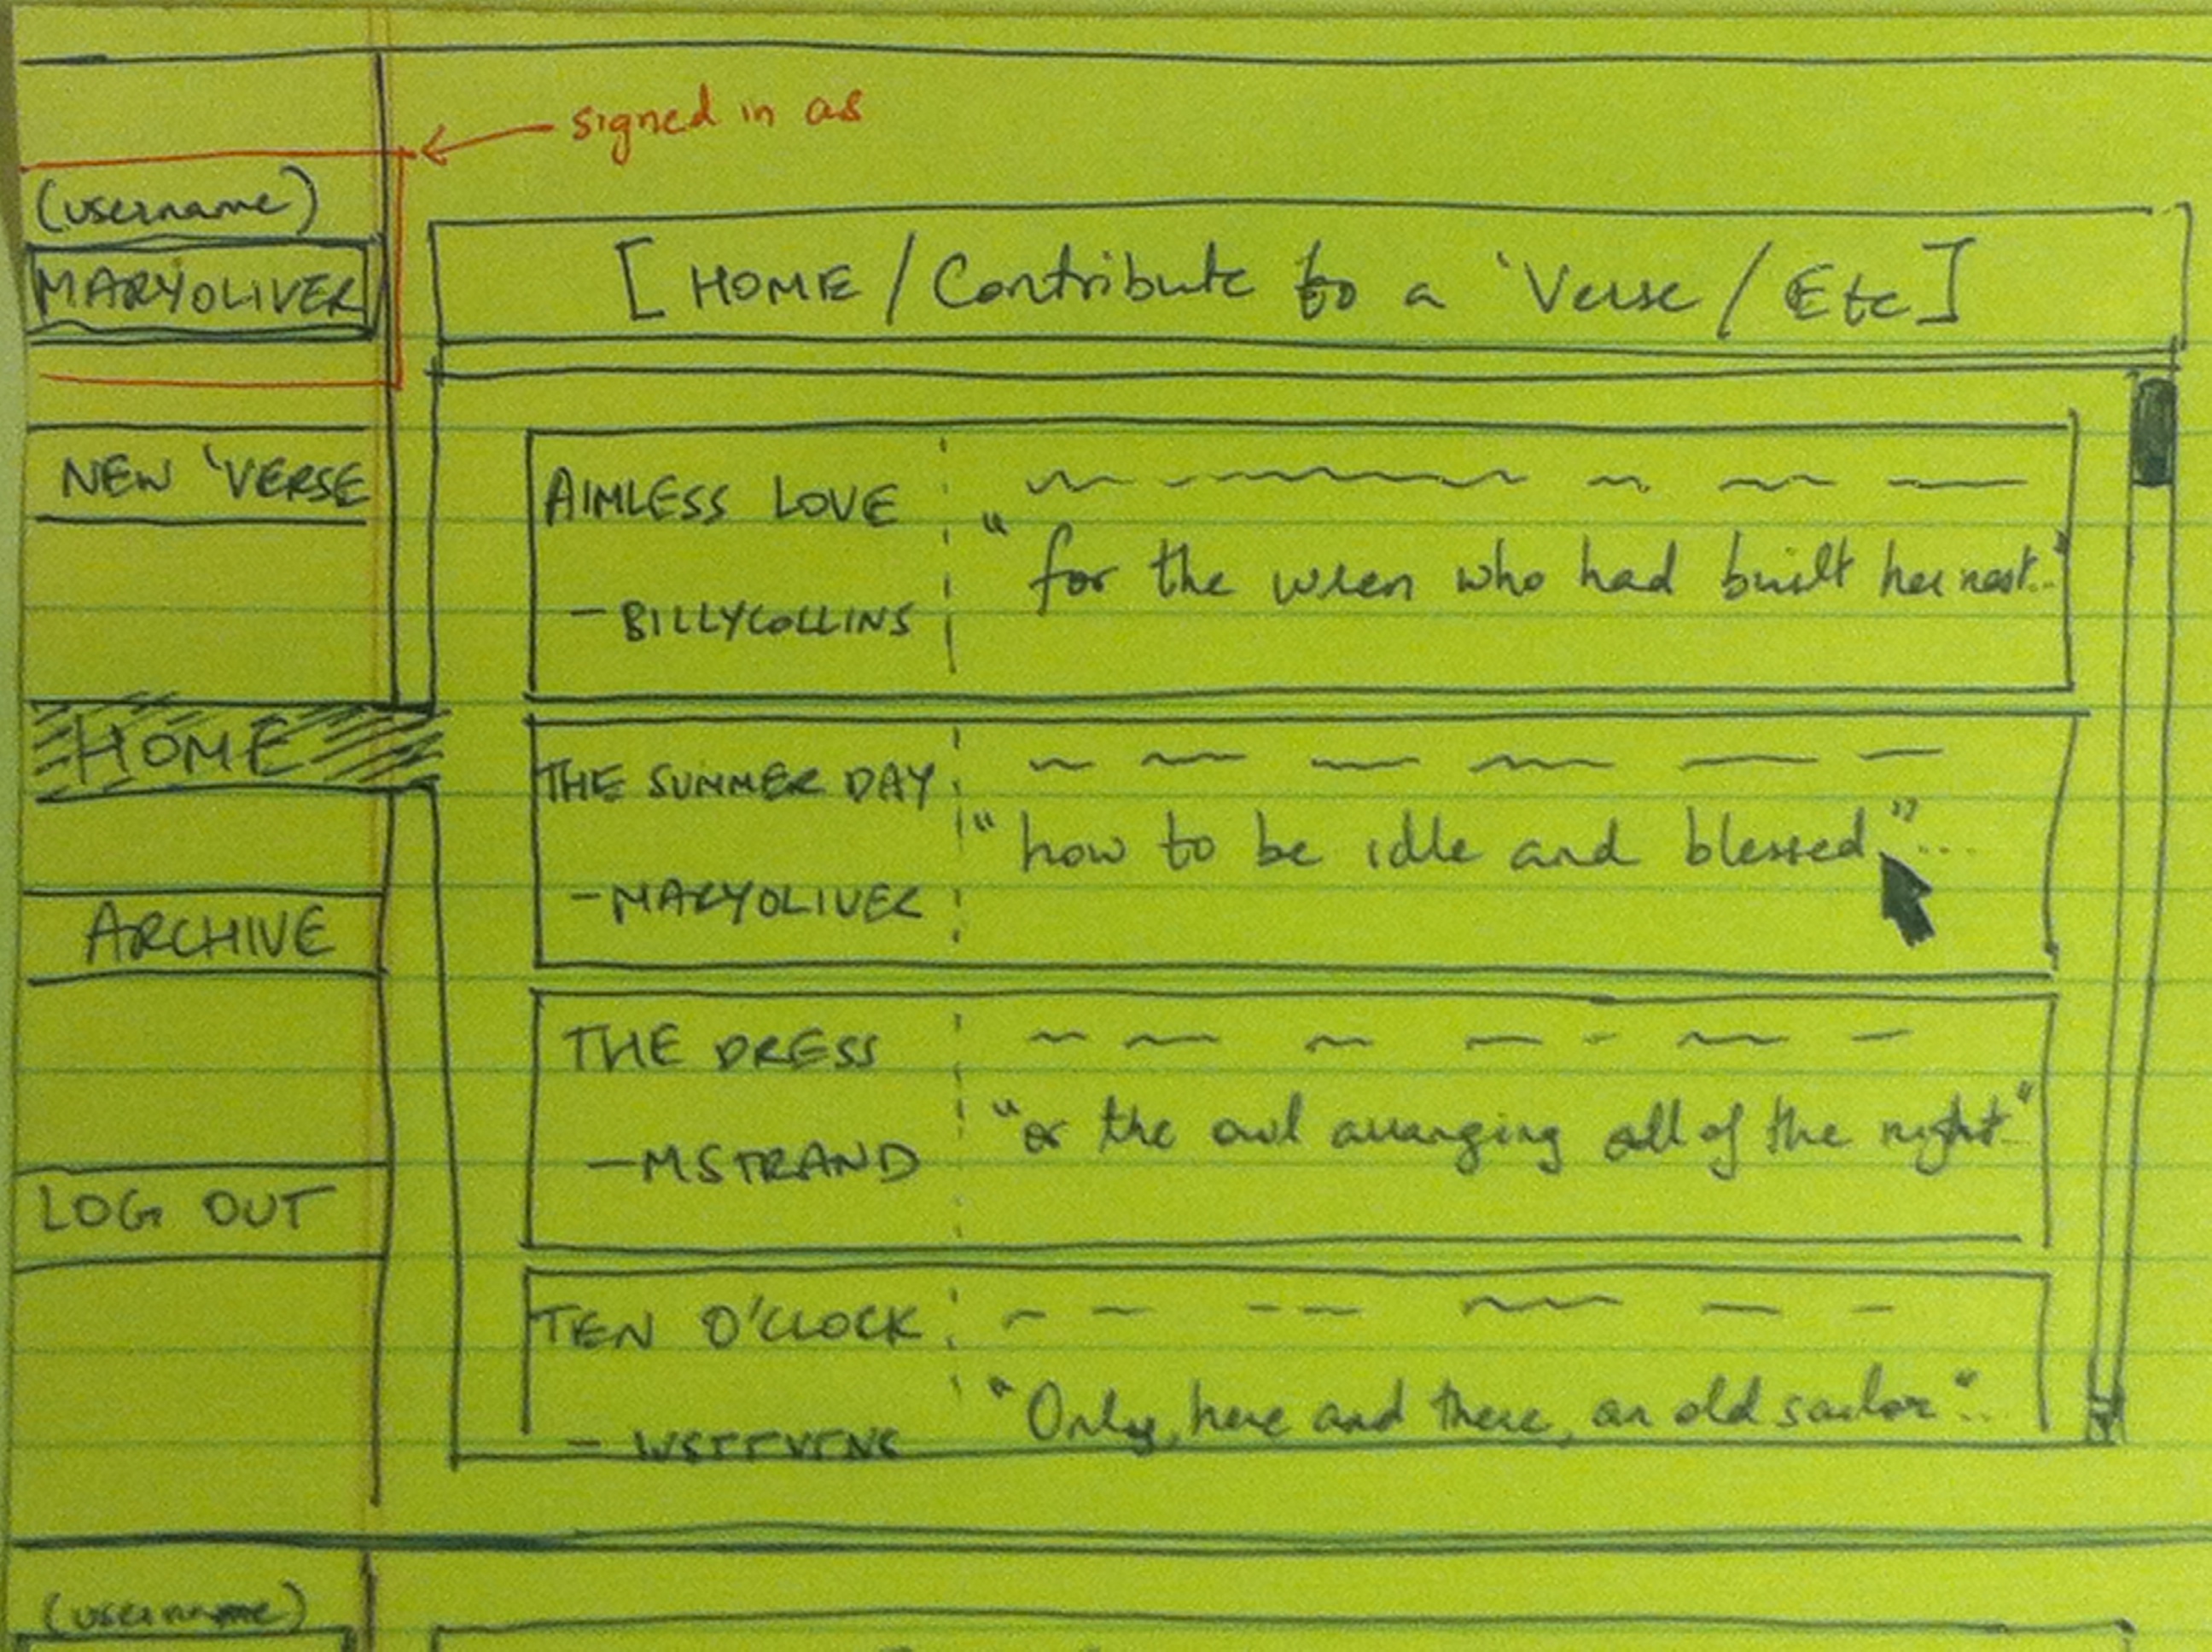 signed in as
(username)
MARYOLIVER
[HOME / Contribute to a 'Verse / Etc]
NEW 'VERSE
HOME
ARCHIVE
LOG OUT
AIMLESS LOVE
- BILLYCOLLINS
"for the wren who had built her nest..."
THE SUMMER DAY
- MARYOLIVER
"how to be idle and blessed"...
THE DRESS
- MSTRAND
"or the owl arranging all of the night..."
TEN O'CLOCK
- WSTEVENS
"Only, here and there, an old sailor"...
(username)